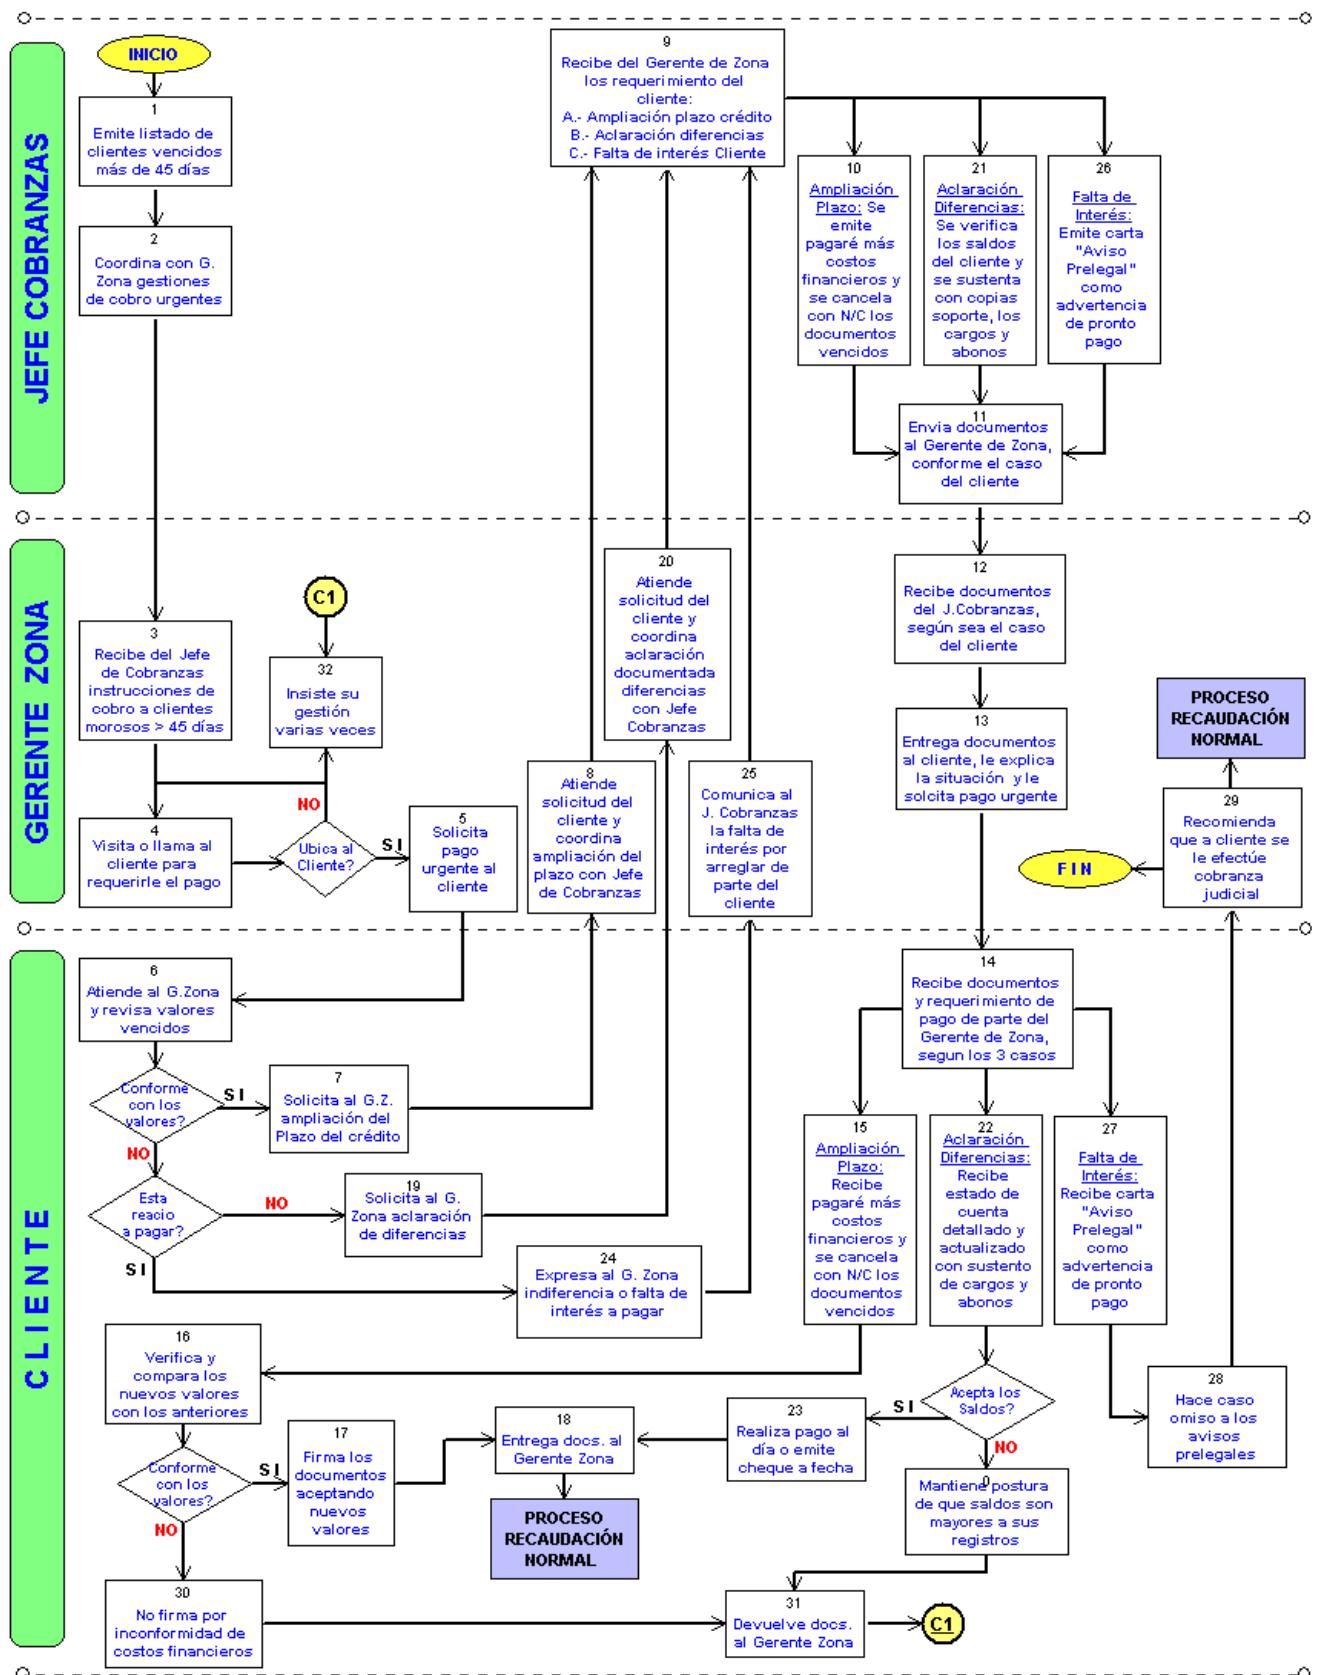 JEFE COBRANZAS
INICIO
1
Emite listado de
clientes vencidos
más de 45 días
2
Coordina con G.
Zona gestiones
de cobro urgentes
9
Recibe del Gerente de Zona
los requerimiento del
cliente:
A.- Ampliación plazo crédito
B.- Aclaración diferencias
C.- Falta de interés Cliente
10
Ampliación
Plazo: Se
emite
pagaré más
costos
financieros y
se cancela
con N/C los
documentos
vencidos
21
Aclaración
Diferencias:
Se verifica
los saldos
del cliente y
se sustenta
con copias
soporte, los
cargos y
abonos
26
Falta de
Interés:
Emite carta
"Aviso
Prelegal"
como
advertencia
de pronto
pago
11
Envia documentos
al Gerente de Zona,
conforme el caso
del cliente
GERENTE ZONA
3
Recibe del Jefe
de Cobranzas
instrucciones de
cobro a clientes
morosos > 45 días
C1
32
Insiste su
gestión
varias veces
NO
4
Visita o llama al
cliente para
requerirle el pago
Ubica al
Cliente?
SI
5
Solicita
pago
urgente al
cliente
8
Atiende
solicitud del
cliente y
coordina
ampliación del
plazo con Jefe
de Cobranzas
20
Atiende
solicitud del
cliente y
coordina
aclaración
documentada
diferencias
con Jefe
Cobranzas
25
Comunica al
J. Cobranzas
la falta de
interés por
arreglar de
parte del
cliente
12
Recibe documentos
del J.Cobranzas,
según sea el caso
del cliente
13
Entrega documentos
al cliente, le explica
la situación y le
solcita pago urgente
PROCESO
RECAUDACIÓN
NORMAL
29
Recomienda
que a cliente se
le efectúe
cobranza
judicial
FIN
CLIENTE
6
Atiende al G.Zona
y revisa valores
vencidos
Conforme
con los
valores?
SI
7
Solicita al G.Z.
ampliación del
Plazo del crédito
NO
Esta
reacio
a pagar?
NO
19
Solicita al G.
Zona aclaración
de diferencias
SI
24
Expresa al G. Zona
indiferencia o falta de
interés a pagar
14
Recibe documentos
y requerimiento de
pago de parte del
Gerente de Zona,
segun los 3 casos
15
Ampliación
Plazo:
Recibe
pagaré más
costos
financieros y
se cancela
con N/C los
documentos
vencidos
22
Aclaración
Diferencias:
Recibe
estado de
cuenta
detallado y
actualizado
con sustento
de cargos y
abonos
27
Falta de
Interés:
Recibe carta
"Aviso
Prelegal"
como
advertencia
de pronto
pago
16
Verifica y
compara los
nuevos valores
con los anteriores
Conforme
con los
valores?
SI
17
Firma los
documentos
aceptando
nuevos
valores
18
Entrega docs. al
Gerente Zona
PROCESO
RECAUDACIÓN
NORMAL
23
Realiza pago al
día o emite
cheque a fecha
SI
Acepta los
Saldos?
NO
0
Mantiene postura
de que saldos son
mayores a sus
registros
28
Hace caso
omiso a los
avisos
prelegales
NO
30
No firma por
inconformidad de
costos financieros
31
Devuelve docs.
al Gerente Zona
C1